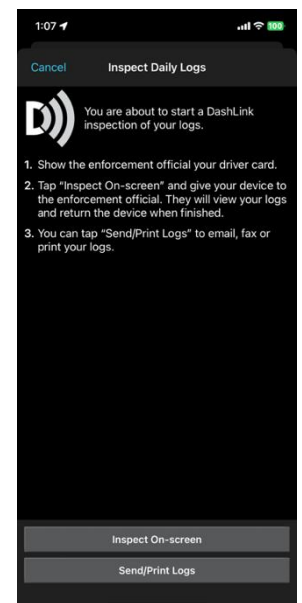 1:07
100
Cancel
Inspect Daily Logs
D
You are about to start a DashLink
inspection of your logs.
1. Show the enforcement official your driver card.
2. Tap "Inspect On-screen" and give your device to
the enforcement official. They will view your logs
and return the device when finished.
3. You can tap "Send/Print Logs" to email, fax or
print your logs.
Inspect On-screen
Send/Print Logs